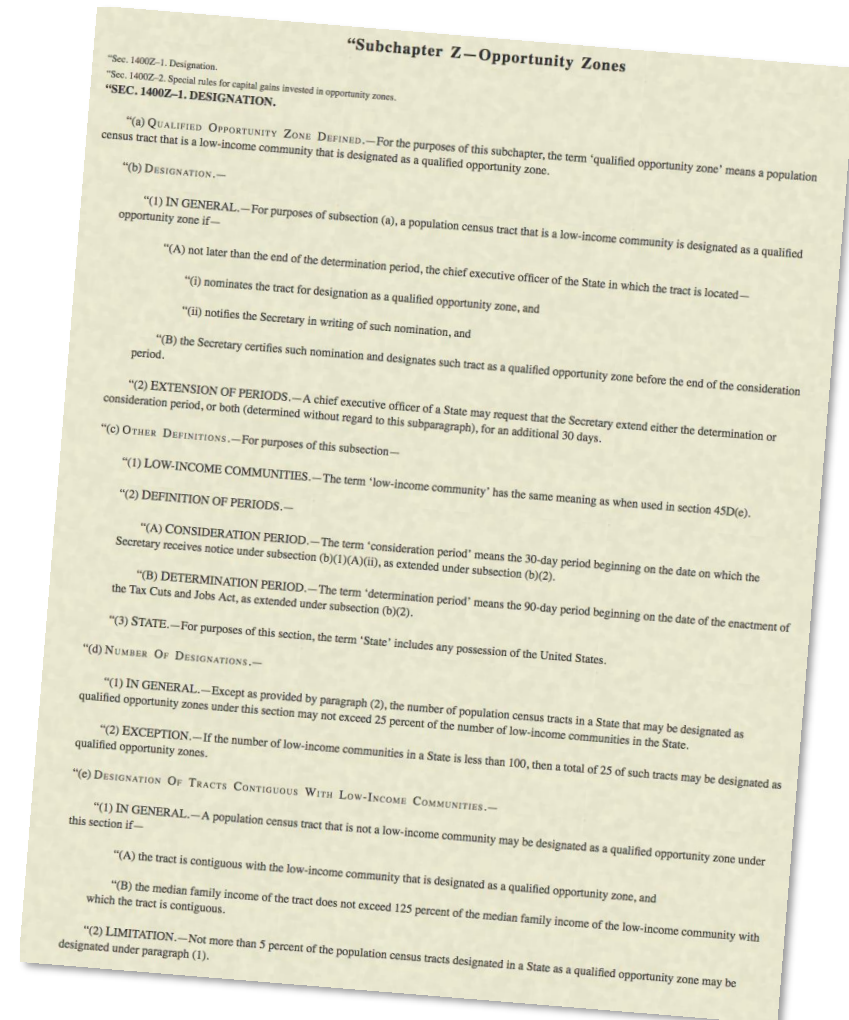 “Subchapter Z—Opportunity Zones
“Sec. 1400Z–1. Designation.
“Sec. 1400Z–2. Special rules for capital gains invested in opportunity zones.
“SEC. 1400Z–1. DESIGNATION.
“(a) QUALIFIED OPPORTUNITY ZONE DEFINED.—For the purposes of this subchapter, the term ‘qualified opportunity zone’ means a population
census tract that is a low-income community that is designated as a qualified opportunity zone.
“(b) DESIGNATION.—
“(1) IN GENERAL.—For purposes of subsection (a), a population census tract that is a low-income community is designated as a qualified
opportunity zone if—
“(A) not later than the end of the determination period, the chief executive officer of the State in which the tract is located—
“(i) nominates the tract for designation as a qualified opportunity zone, and
“(ii) notifies the Secretary in writing of such nomination, and
“(B) the Secretary certifies such nomination and designates such tract as a qualified opportunity zone before the end of the consideration
period.
“(2) EXTENSION OF PERIODS.—A chief executive officer of a State may request that the Secretary extend either the determination or
consideration period, or both (determined without regard to this subparagraph), for an additional 30 days.
“(c) OTHER DEFINITIONS.—For purposes of this subsection—
“(1) LOW-INCOME COMMUNITIES.—The term ‘low-income community’ has the same meaning as when used in section 45D(e).
“(2) DEFINITION OF PERIODS.—
“(A) CONSIDERATION PERIOD.—The term ‘consideration period’ means the 30-day period beginning on the date on which the
Secretary receives notice under subsection (b)(1)(A)(ii), as extended under subsection (b)(2).
“(B) DETERMINATION PERIOD.—The term ‘determination period’ means the 90-day period beginning on the date of the enactment of
the Tax Cuts and Jobs Act, as extended under subsection (b)(2).
“(3) STATE.—For purposes of this section, the term ‘State’ includes any possession of the United States.
“(d) NUMBER OF DESIGNATIONS.—
“(1) IN GENERAL.—Except as provided by paragraph (2), the number of population census tracts in a State that may be designated as
qualified opportunity zones under this section may not exceed 25 percent of the number of low-income communities in the State.
“(2) EXCEPTION.—If the number of low-income communities in a State is less than 100, then a total of 25 of such tracts may be designated as
qualified opportunity zones.
“(e) DESIGNATION OF TRACTS CONTIGUOUS WITH LOW-INCOME COMMUNITIES.—
“(1) IN GENERAL.—A population census tract that is not a low-income community may be designated as a qualified opportunity zone under
this section if—
“(A) the tract is contiguous with the low-income community that is designated as a qualified opportunity zone, and
“(B) the median family income of the tract does not exceed 125 percent of the median family income of the low-income community with
which the tract is contiguous.
“(2) LIMITATION.—Not more than 5 percent of the population census tracts designated in a State as a qualified opportunity zone may be
designated under paragraph (1).